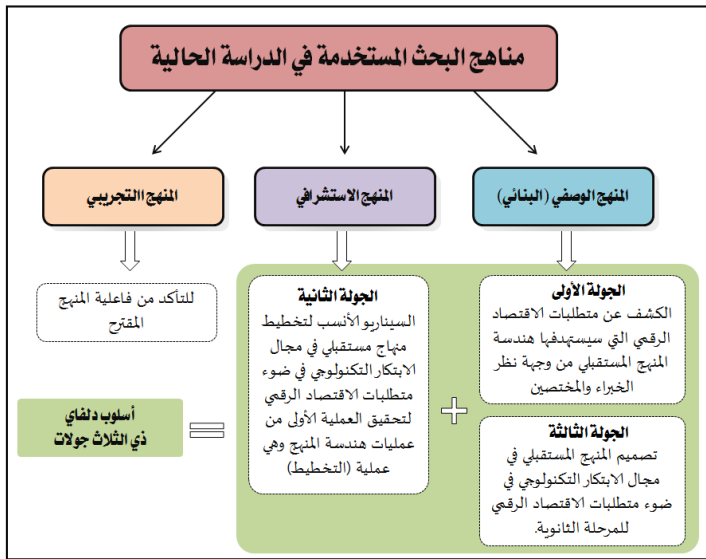 مناهج البحث المستخدمة في الدراسة الحالية
المنهج الوصفي (البنائي)
المنهج الاستشرافي
المنهج التجريبي
الجولة الأولى
الكشف عن متطلبات الاقتصاد
الرقمي التي سيستهدفها هندسة
المنهج المستقبلي من وجهة نظر
الخبراء والمختصين
الجولة الثالثة
تصميم المنهج المستقبلي في
مجال الابتكار التكنولوجي في
ضوء متطلبات الاقتصاد الرقمي
للمرحلة الثانوية.
+
الجولة الثانية
السيناريو الأنسب لتخطيط
منهاج مستقبلي في مجال
الابتكار التكنولوجي في ضوء
متطلبات الاقتصاد الرقمي
لتحقيق العملية الأولى من
عمليات هندسة المنهج وهي
عملية (التخطيط)
=
أسلوب دلفاي
ذي الثلاث جولات
للتأكد من فاعلية المنهج
المقترح